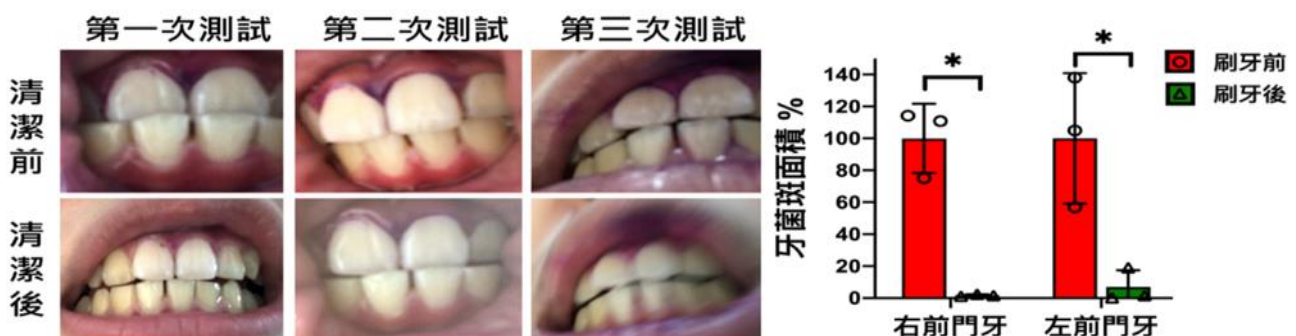 第一次測試
第二次測試
第三次測試
清潔前
清潔後
牙菌斑面積 %
140
120
100
80
60
40
20
0
*
*
右前門牙
左前門牙
刷牙前
刷牙後